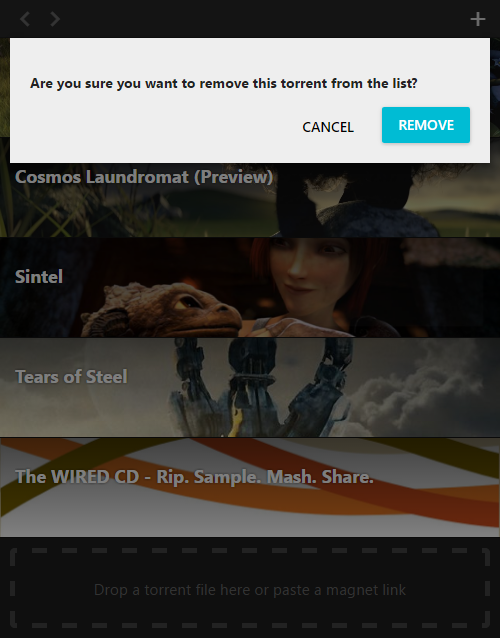 Are you sure you want to remove this torrent from the list?
CANCEL
REMOVE
Cosmos Laundromat (Preview)
Sintel
Tears of Steel
The WIRED CD - Rip. Sample. Mash. Share.
Drop a torrent file here or paste a magnet link